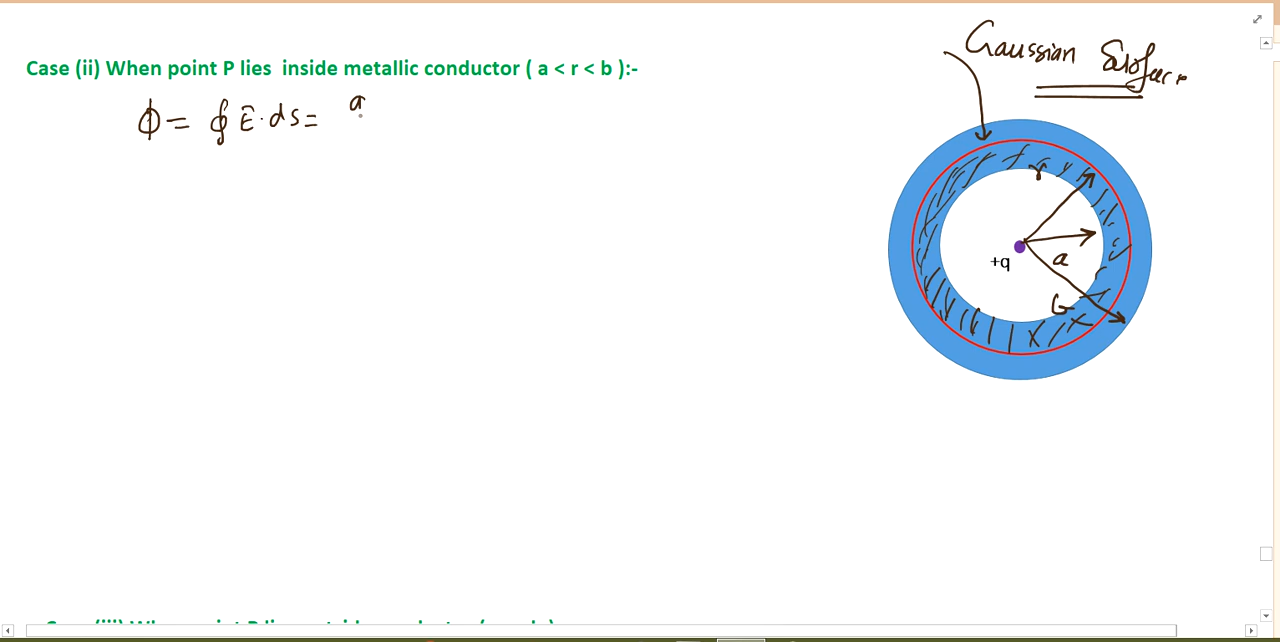 Gaussian Surface
Case (ii) When point P lies inside metallic conductor ( a < r < b ):-
ϕ = ∮ Ē · ds = q
r
+q
a
b